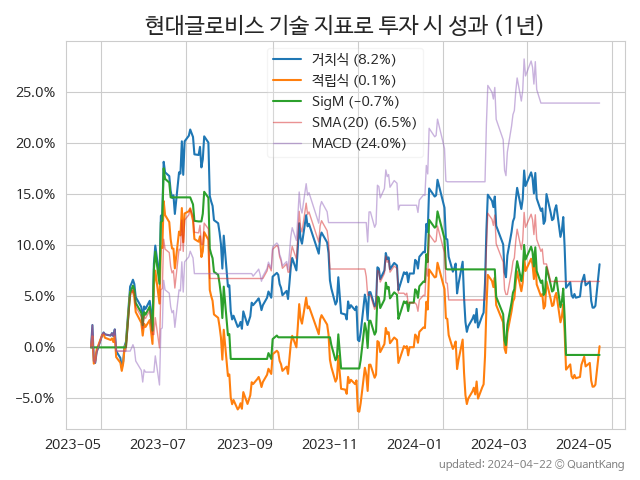 현대글로비스 기술 지표로 투자 시 성과 (1년)
거치식 (8.2%)
적립식 (0.1%)
SigM (−0.7%)
SMA(20) (6.5%)
MACD (24.0%)
25.0%
20.0%
15.0%
10.0%
5.0%
0.0%
−5.0%
2023-05 2023-07 2023-09 2023-11 2024-01 2024-03 2024-05
updated: 2024-04-22 © QuantKang